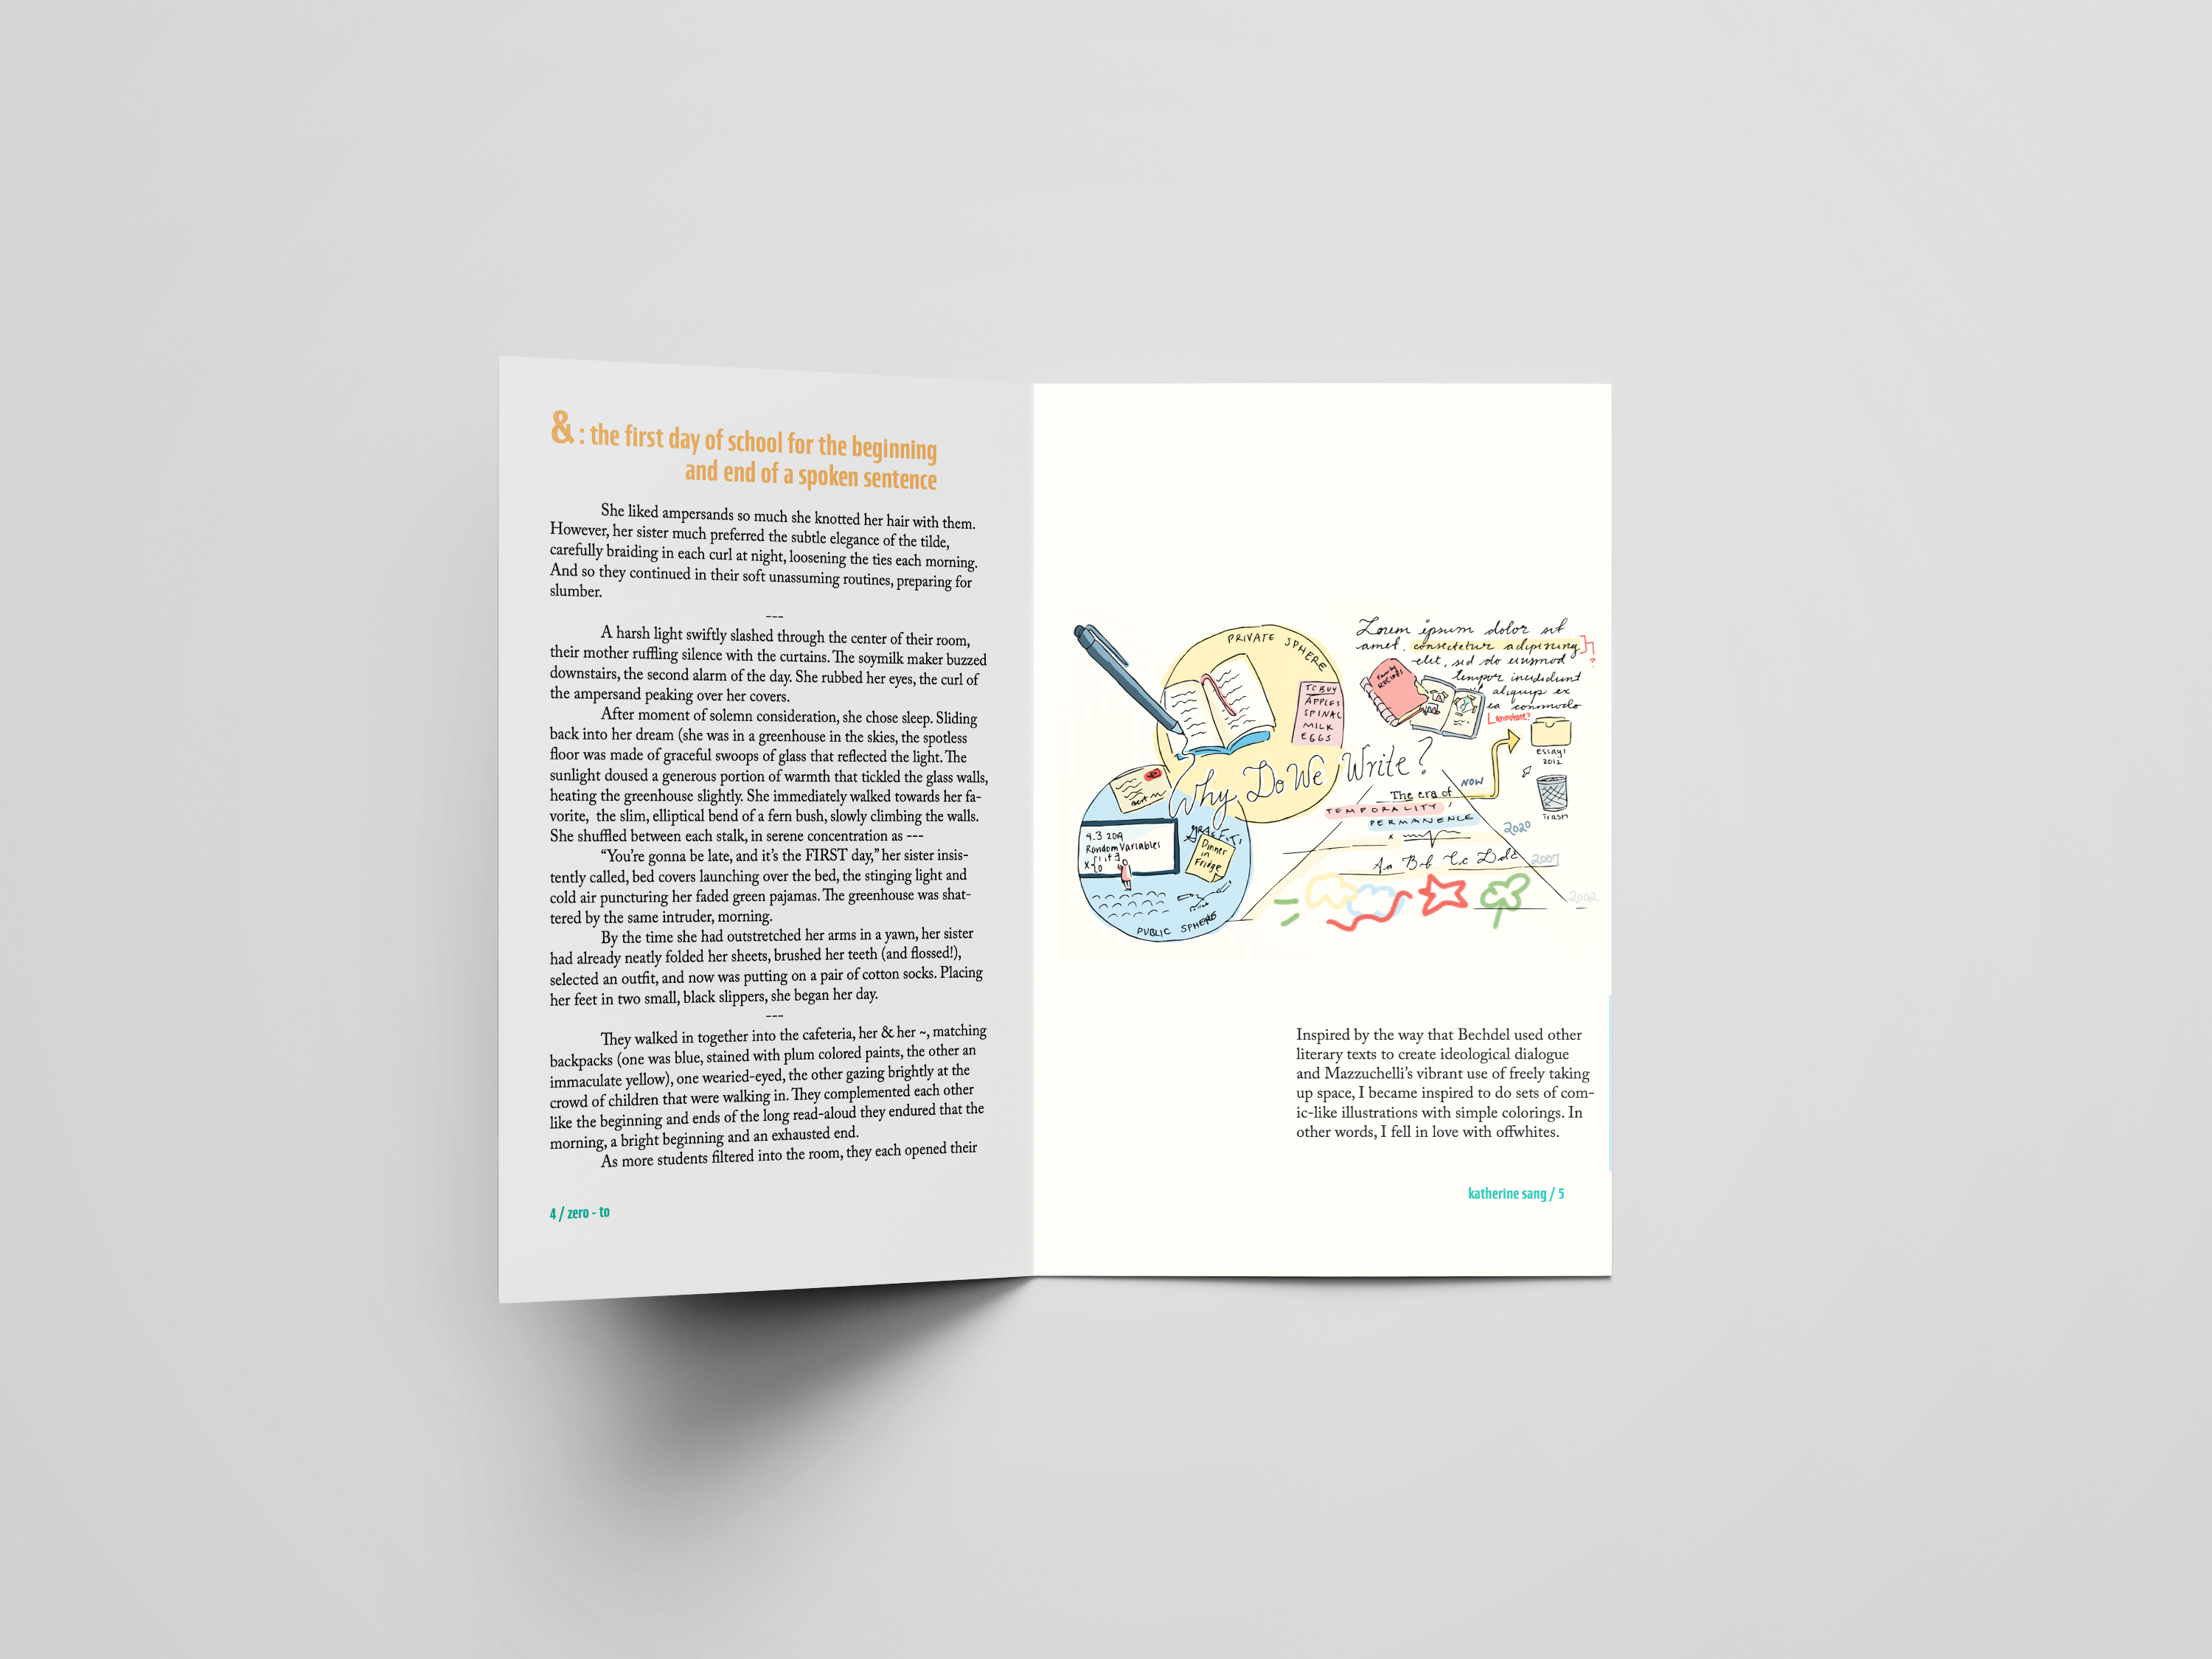 & : the first day of school for the beginning
and end of a spoken sentence
She liked ampersands so much she knotted her hair with them.
However, her sister much preferred the subtle elegance of the tilde,
carefully braiding in each curl at night, loosening the ties each morning.
And so they continued in their soft unassuming routines, preparing for
slumber.
---
A harsh light swiftly slashed through the center of their room,
their mother ruffling silence with the curtains. The soymilk maker buzzed
downstairs, the second alarm of the day. She rubbed her eyes, the curl of
the ampersand peaking over her covers.
After moment of solemn consideration, she chose sleep. Sliding
back into her dream (she was in a greenhouse in the skies, the spotless
floor was made of graceful swoops of glass that reflected the light. The
sunlight doused a generous portion of warmth that tickled the glass walls,
heating the greenhouse slightly. She immediately walked towards her fa-
vorite, the slim, elliptical bend of a fern bush, slowly climbing the walls.
She shuffled between each stalk, in serene concentration as ---
“You’re gonna be late, and it’s the FIRST day,” her sister insis-
tently called, bed covers launching over the bed, the stinging light and
cold air puncturing her faded green pajamas. The greenhouse was shat-
tered by the same intruder, morning.
By the time she had outstretched her arms in a yawn, her sister
had already neatly folded her sheets, brushed her teeth (and flossed!),
selected an outfit, and now was putting on a pair of cotton socks. Placing
her feet in two small, black slippers, she began her day.
---
They walked in together into the cafeteria, her & her ~, matching
backpacks (one was blue, stained with plum colored paints, the other an
immaculate yellow), one wearied-eyed, the other gazing brightly at the
crowd of children that were walking in. They complemented each other
like the beginning and ends of the long read-aloud they endured that the
morning, a bright beginning and an exhausted end.
As more students filtered into the room, they each opened their
4 / zero - to
PRIVATE SPHERE
TO BUY
APPLES
SPINAC
MILK
EGGS
Lorem ipsum dolor sit
amet, consectetur adipiscing
elit, sed do eiusmod
tempor incididunt
aliquip ex
ea commodo
annotate?
?
Family
RECIPES
Essays
2012
Trash
Why Do We Write?
NOW
The era of
TEMPORALITY
PERMANENCE
x
2020
Aa Bb Cc Dd
2007
2002
4.3 2019
Random Variables
GRAFFITI
Dinner
in
Fridge
PUBLIC SPHERE
Inspired by the way that Bechdel used other
literary texts to create ideological dialogue
and Mazzuchelli’s vibrant use of freely taking
up space, I became inspired to do sets of com-
ic-like illustrations with simple colorings. In
other words, I fell in love with offwhites.
katherine sang / 5